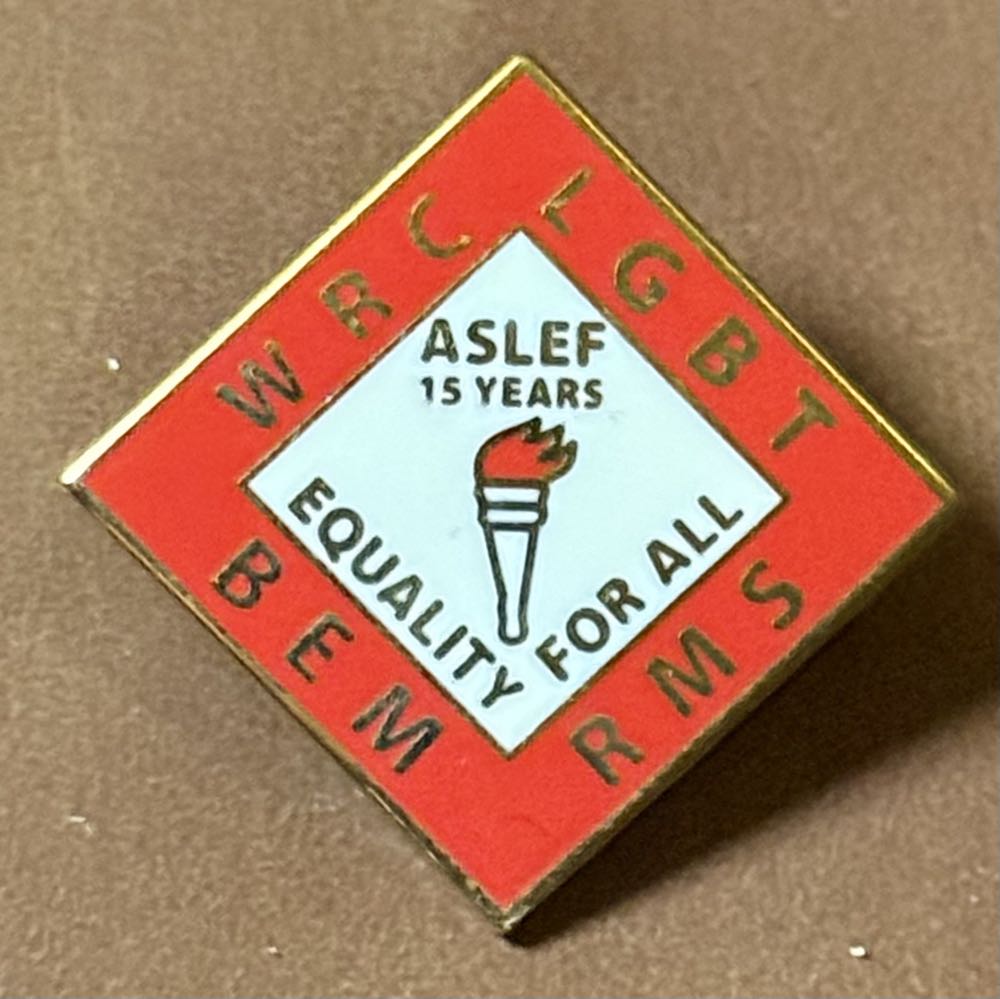 WRC
LGBT
ASLEF
15 YEARS
EQUALITY
FOR ALL
BEM
RMS